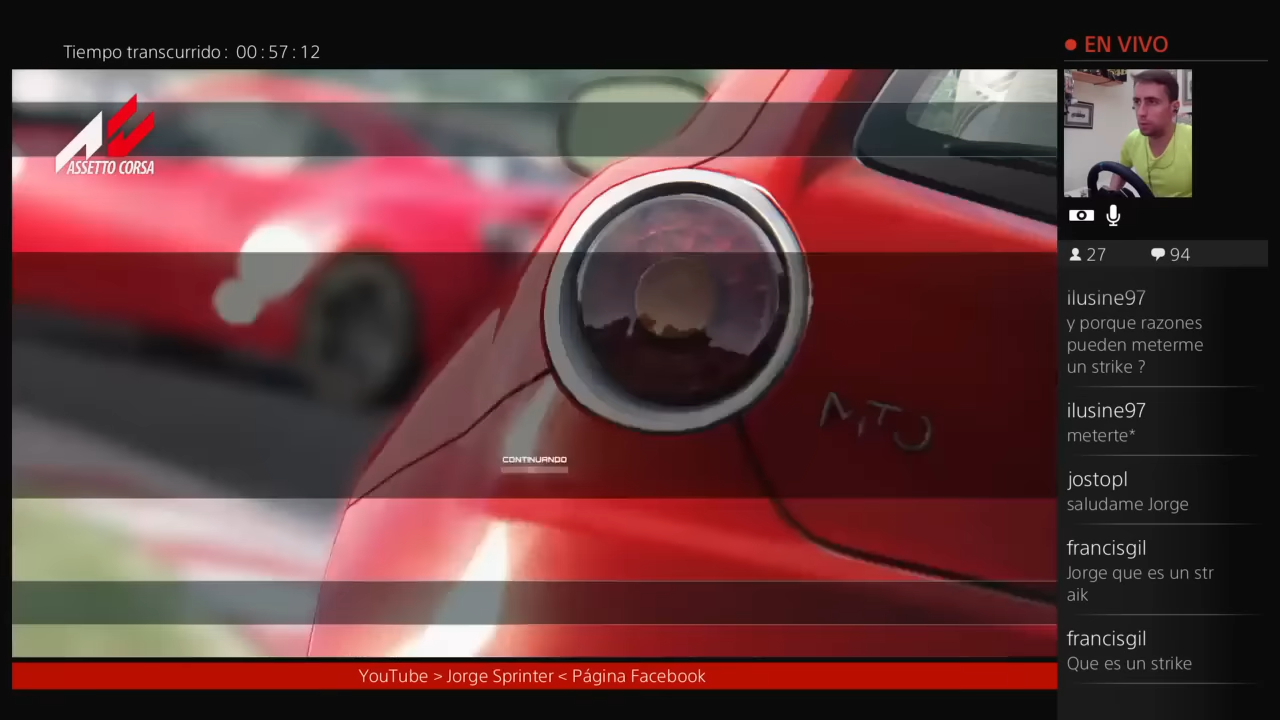 Tiempo transcurrido : 00 : 57 : 12
EN VIVO
ASSETTO CORSA
27 94
MiTO
CONTINUANDO
ilusine97
y porque razones
pueden meterme
un strike ?
ilusine97
meterte*
jostopl
saludame Jorge
francisgil
Jorge que es un str
aik
francisgil
Que es un strike
YouTube > Jorge Sprinter < Página Facebook